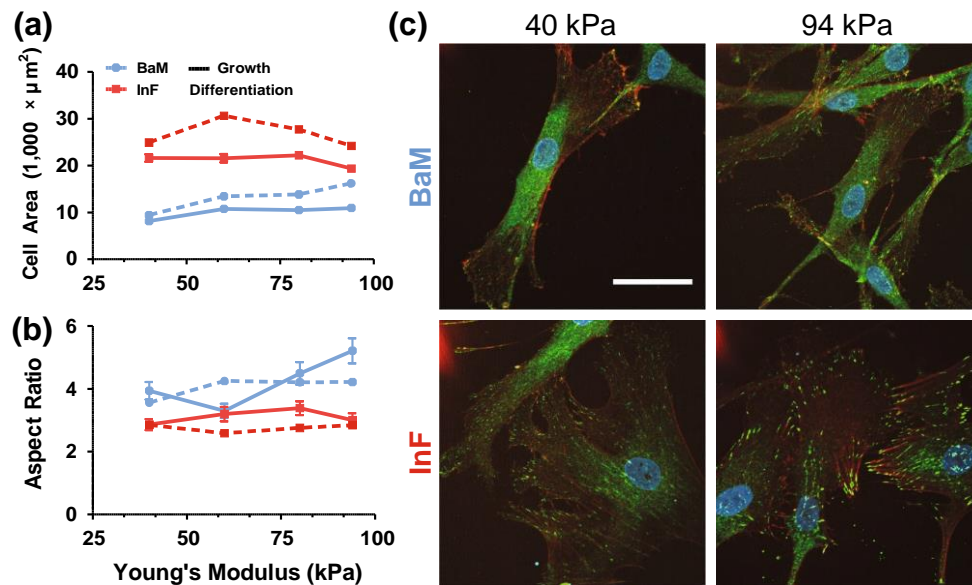 (a)
(c)
40 kPa
94 kPa
BaM
Growth
InF
Differentiation
40
30
20
10
0
25
50
75
100
Cell Area (1,000 × µm²)
(b)
6
4
2
0
25
50
75
100
Aspect Ratio
Young's Modulus (kPa)
BaM
InF